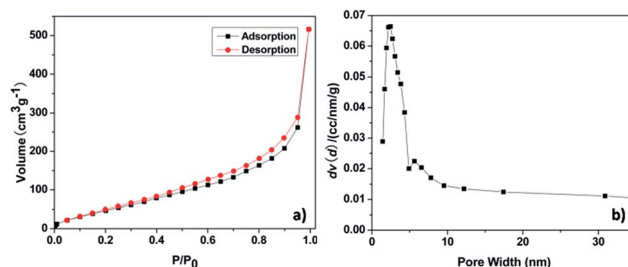 500
400
300
200
100
0
Volume (cm³g⁻¹)
Adsorption
Desorption
a)
0.0 0.2 0.4 0.6 0.8 1.0
P/P₀
0.07
0.06
0.05
0.04
0.03
0.02
0.01
0.00
dv(d)/(cc/nm/g)
b)
0 5 10 15 20 25 30 35
Pore Width (nm)